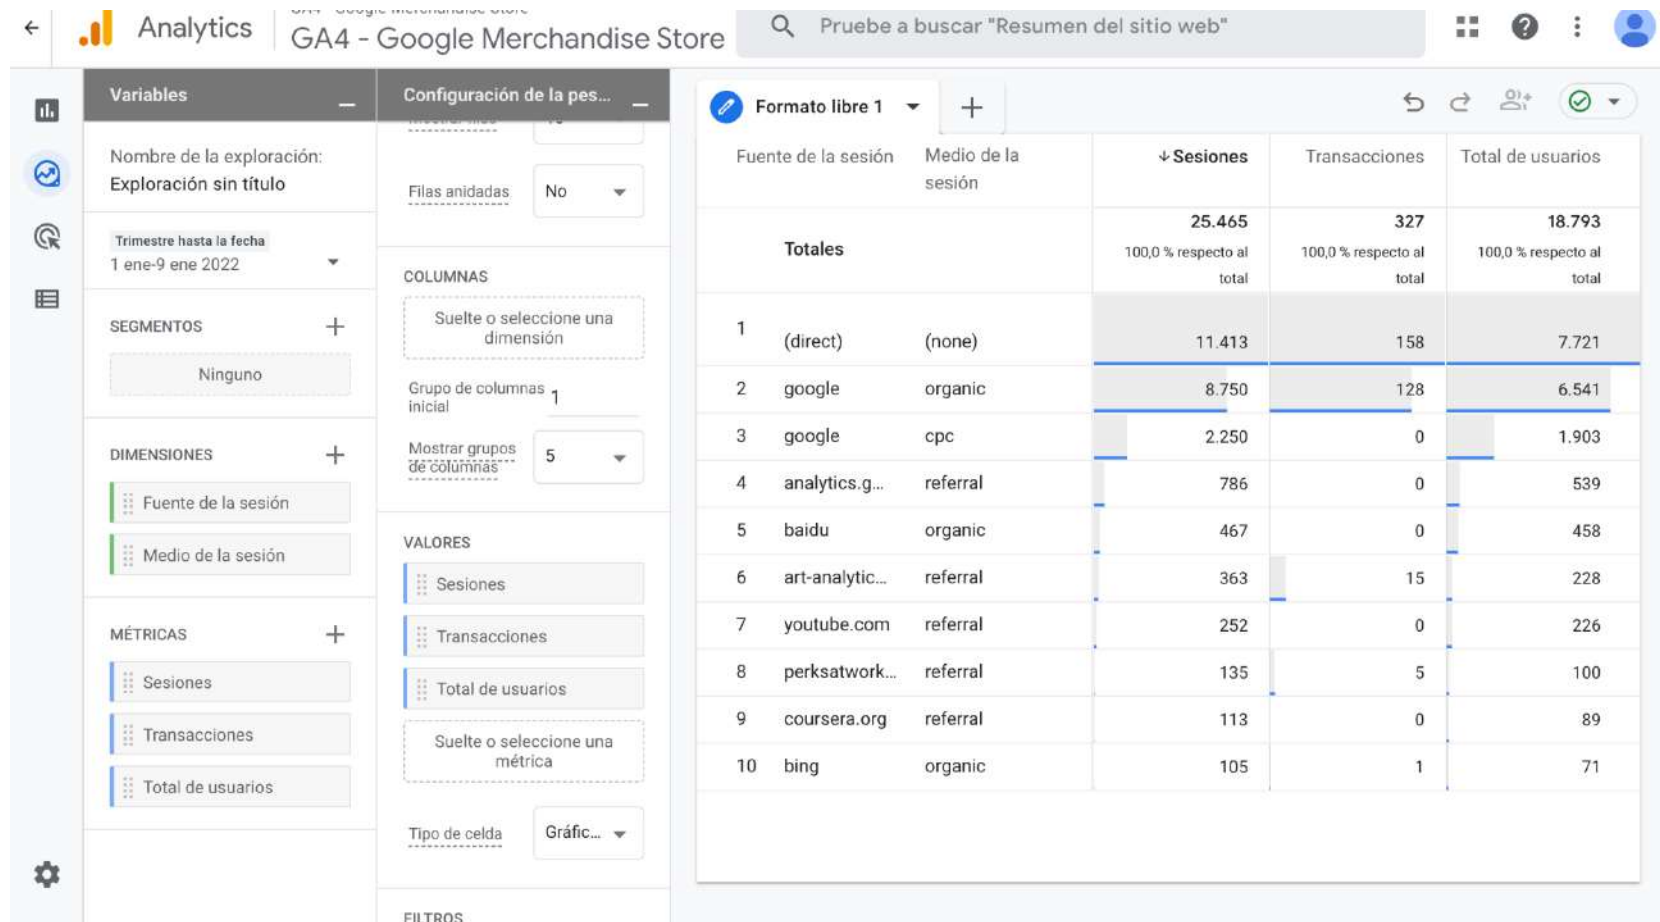 Analytics
GA4 - Google Merchandise Store
GA4 - Google Merchandise Store
Pruebe a buscar "Resumen del sitio web"
Variables
Nombre de la exploración:
Exploración sin título
Trimestre hasta la fecha
1 ene-9 ene 2022
SEGMENTOS
Ninguno
DIMENSIONES
Fuente de la sesión
Medio de la sesión
MÉTRICAS
Sesiones
Transacciones
Total de usuarios
Configuración de la pes...
Filas anidadas No
COLUMNAS
Suelte o seleccione una
dimensión
Grupo de columnas 1
inicial
Mostrar grupos 5
de columnas
VALORES
Sesiones
Transacciones
Total de usuarios
Suelte o seleccione una
métrica
Tipo de celda Gráfic...
FILTROS
Formato libre 1
Fuente de la sesión Medio de la Sesiones Transacciones Total de usuarios
sesión
25.465 327 18.793
Totales 100,0 % respecto al 100,0 % respecto al 100,0 % respecto al
total total total
1 (direct) (none) 11.413 158 7.721
2 google organic 8.750 128 6.541
3 google cpc 2.250 0 1.903
4 analytics.g... referral 786 0 539
5 baidu organic 467 0 458
6 art-analytic... referral 363 15 228
7 youtube.com referral 252 0 226
8 perksatwork... referral 135 5 100
9 coursera.org referral 113 0 89
10 bing organic 105 1 71